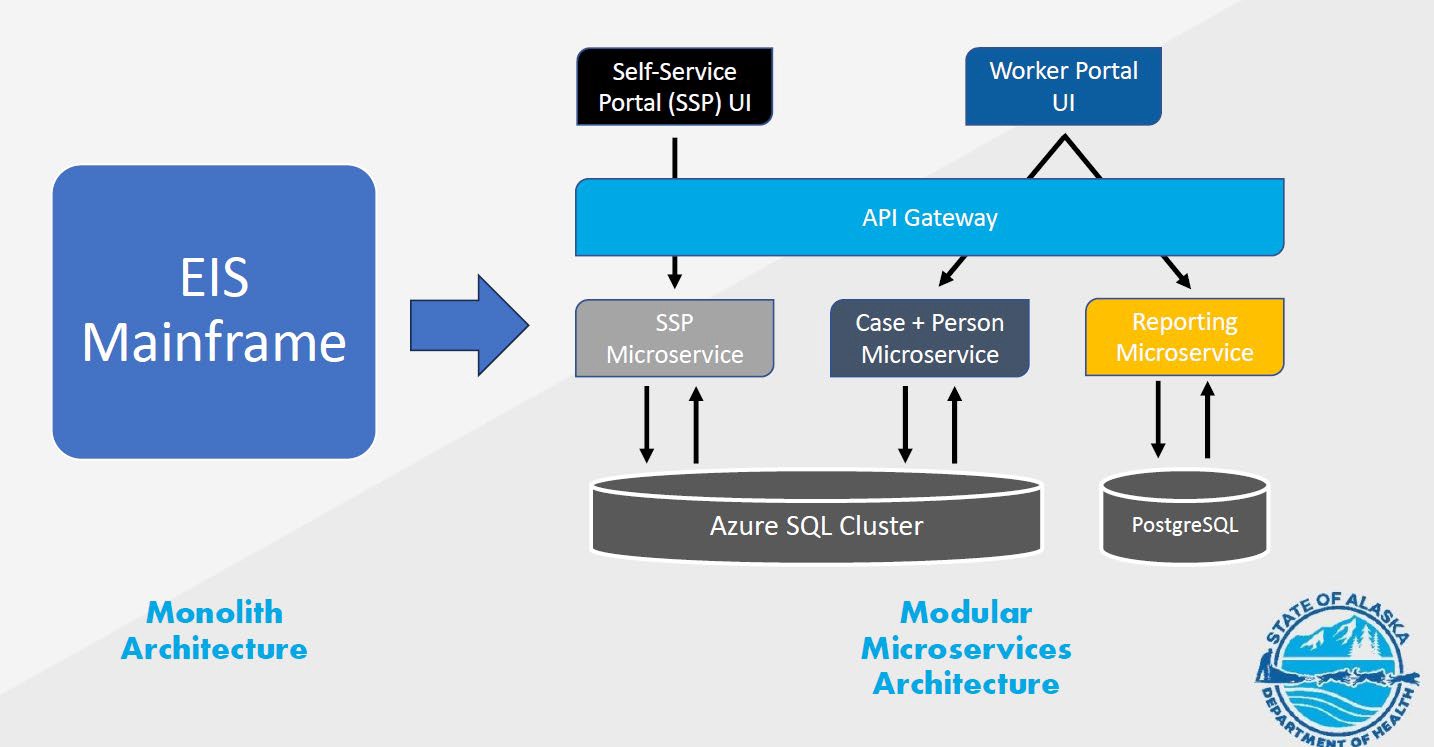 Self-Service
Portal (SSP) UI
Worker Portal
UI
API Gateway
EIS
Mainframe
SSP
Microservice
Case + Person
Microservice
Reporting
Microservice
Azure SQL Cluster
PostgreSQL
Monolith
Architecture
Modular
Microservices
Architecture
STATE OF ALASKA
DEPARTMENT OF HEALTH